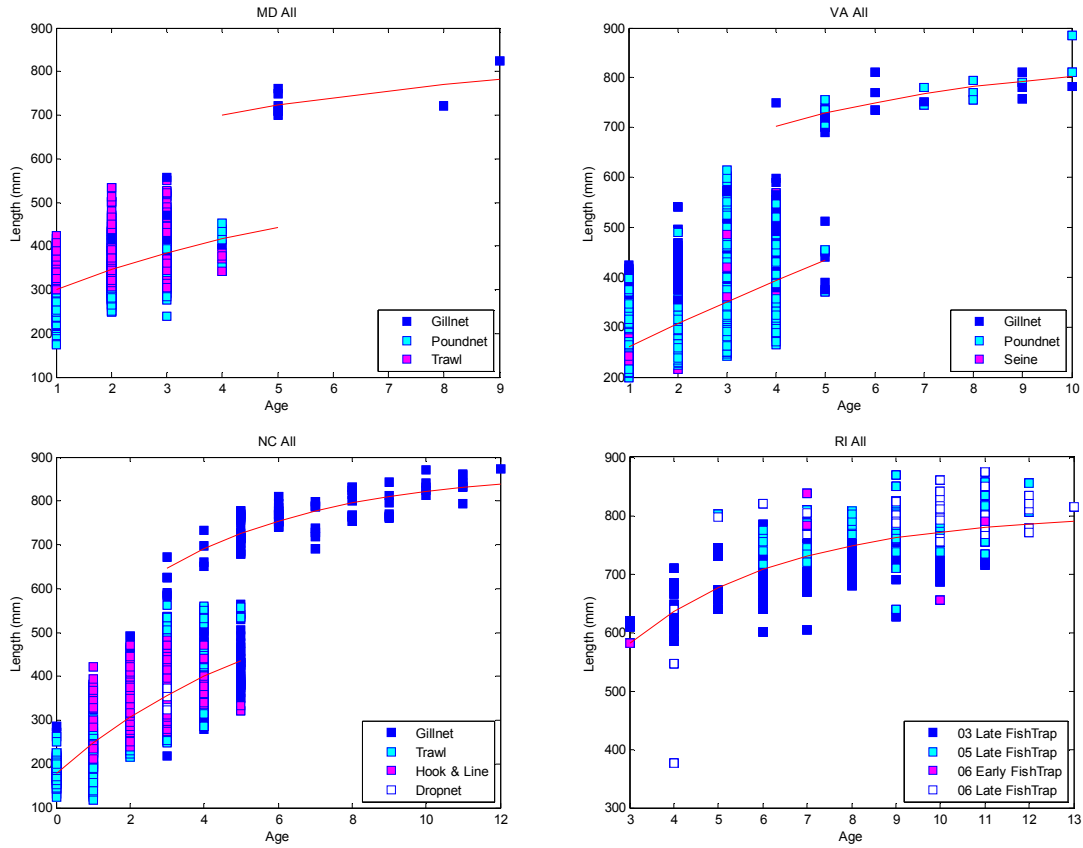 MD All
900
800
700
600
500
400
300
200
100
Length (mm)
1 2 3 4 5 6 7 8 9
Age
Gillnet
Poundnet
Trawl
VA All
900
800
700
600
500
400
300
200
Length (mm)
1 2 3 4 5 6 7 8 9 10
Age
Gillnet
Poundnet
Seine
NC All
900
800
700
600
500
400
300
200
100
Length (mm)
0 2 4 6 8 10 12
Age
Gillnet
Trawl
Hook & Line
Dropnet
RI All
900
800
700
600
500
400
300
Length (mm)
3 4 5 6 7 8 9 10 11 12 13
Age
03 Late FishTrap
05 Late FishTrap
06 Early FishTrap
06 Late FishTrap